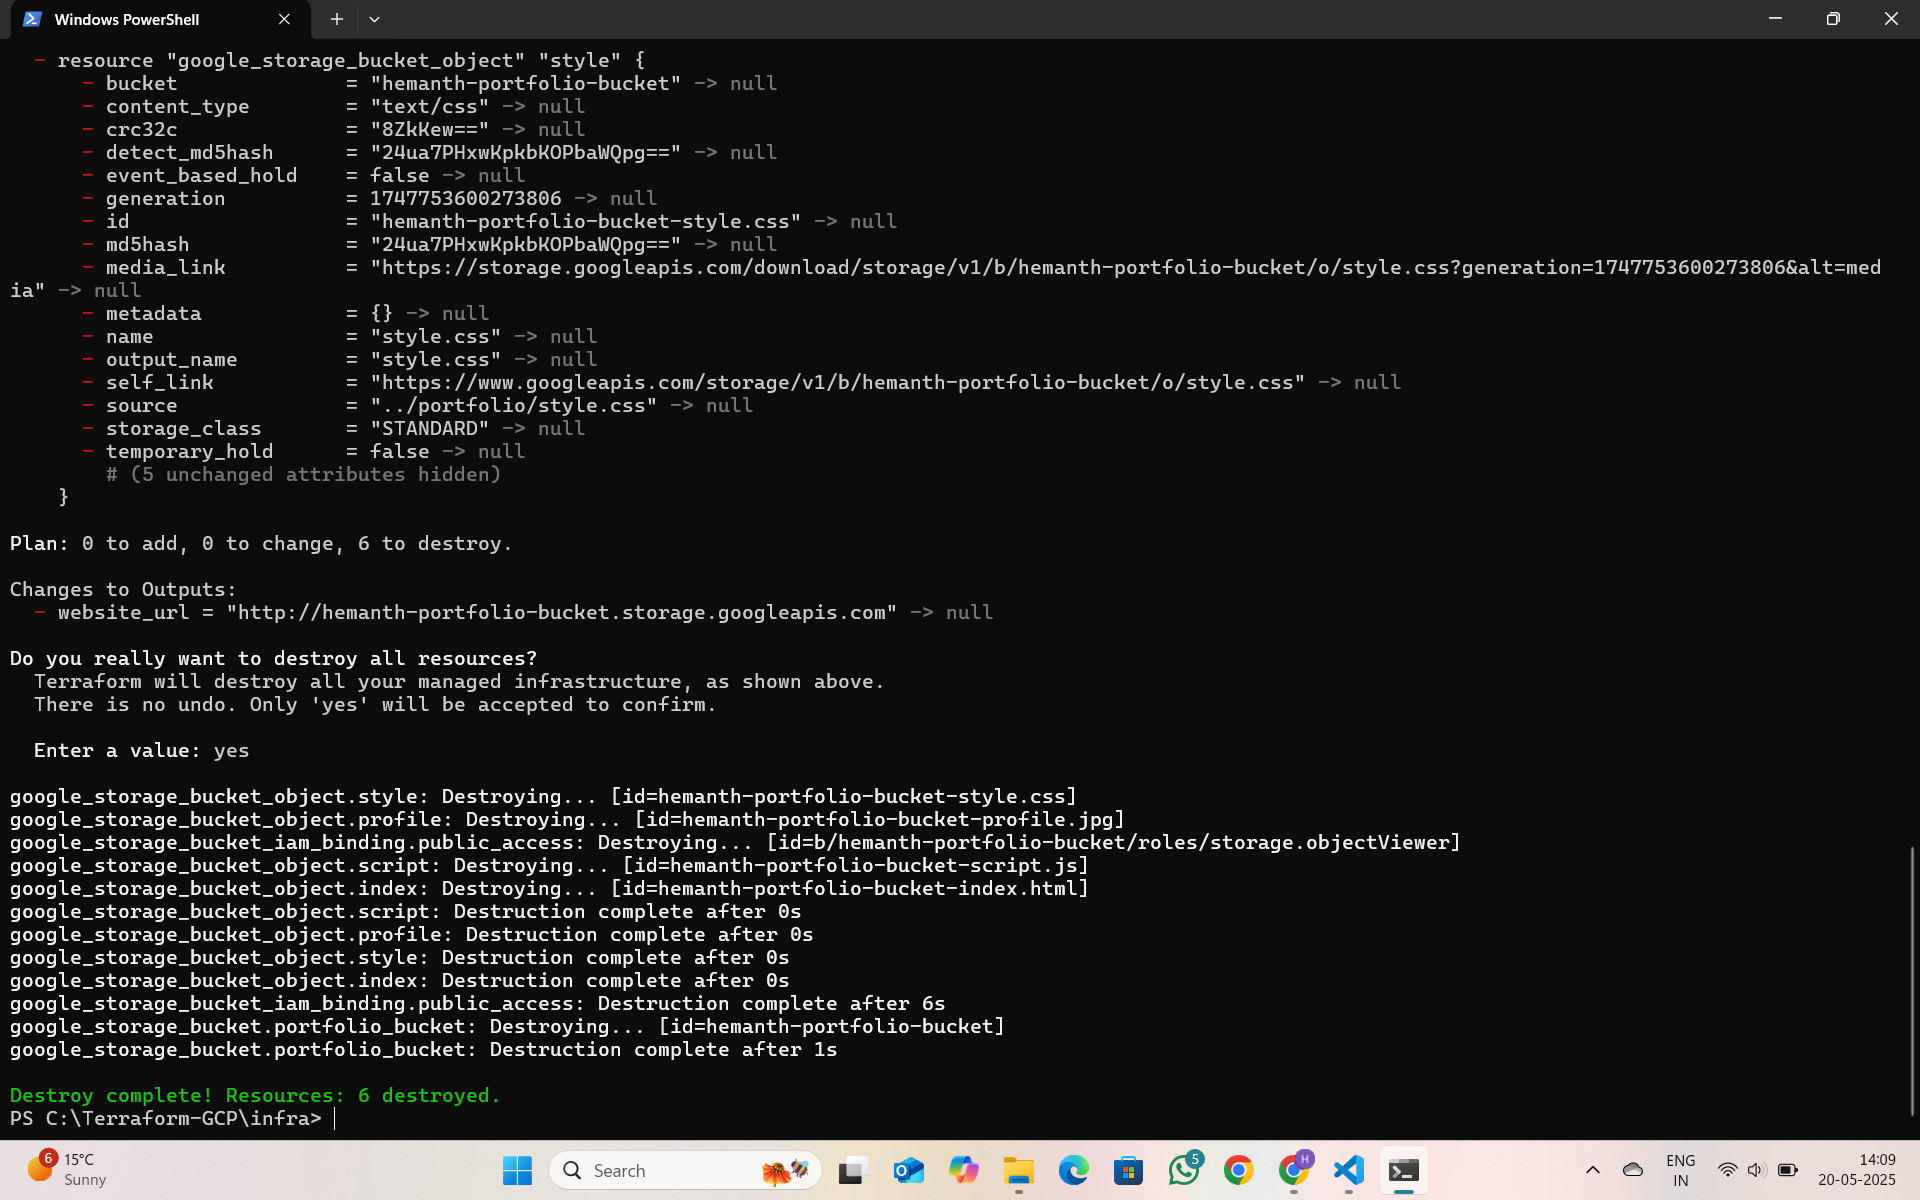 Windows PowerShell
- resource "google_storage_bucket_object" "style" {
- bucket = "hemanth-portfolio-bucket" -> null
- content_type = "text/css" -> null
- crc32c = "8ZkKew==" -> null
- detect_md5hash = "24ua7PHxwKpkbKOPbaWQpg==" -> null
- event_based_hold = false -> null
- generation = 1747753600273806 -> null
- id = "hemanth-portfolio-bucket-style.css" -> null
- md5hash = "24ua7PHxwKpkbKOPbaWQpg==" -> null
- media_link = "https://storage.googleapis.com/download/storage/v1/b/hemanth-portfolio-bucket/o/style.css?generation=1747753600273806&alt=med
ia" -> null
- metadata = {} -> null
- name = "style.css" -> null
- output_name = "style.css" -> null
- self_link = "https://www.googleapis.com/storage/v1/b/hemanth-portfolio-bucket/o/style.css" -> null
- source = "../portfolio/style.css" -> null
- storage_class = "STANDARD" -> null
- temporary_hold = false -> null
# (5 unchanged attributes hidden)
}
Plan: 0 to add, 0 to change, 6 to destroy.
Changes to Outputs:
- website_url = "http://hemanth-portfolio-bucket.storage.googleapis.com" -> null
Do you really want to destroy all resources?
Terraform will destroy all your managed infrastructure, as shown above.
There is no undo. Only 'yes' will be accepted to confirm.
Enter a value: yes
google_storage_bucket_object.style: Destroying... [id=hemanth-portfolio-bucket-style.css]
google_storage_bucket_object.profile: Destroying... [id=hemanth-portfolio-bucket-profile.jpg]
google_storage_bucket_iam_binding.public_access: Destroying... [id=b/hemanth-portfolio-bucket/roles/storage.objectViewer]
google_storage_bucket_object.script: Destroying... [id=hemanth-portfolio-bucket-script.js]
google_storage_bucket_object.index: Destroying... [id=hemanth-portfolio-bucket-index.html]
google_storage_bucket_object.script: Destruction complete after 0s
google_storage_bucket_object.profile: Destruction complete after 0s
google_storage_bucket_object.style: Destruction complete after 0s
google_storage_bucket_object.index: Destruction complete after 0s
google_storage_bucket_iam_binding.public_access: Destruction complete after 6s
google_storage_bucket.portfolio_bucket: Destroying... [id=hemanth-portfolio-bucket]
google_storage_bucket.portfolio_bucket: Destruction complete after 1s
Destroy complete! Resources: 6 destroyed.
PS C:\Terraform-GCP\infra>
6
15°C
Sunny
Search
5
H
ENG
IN
14:09
20-05-2025